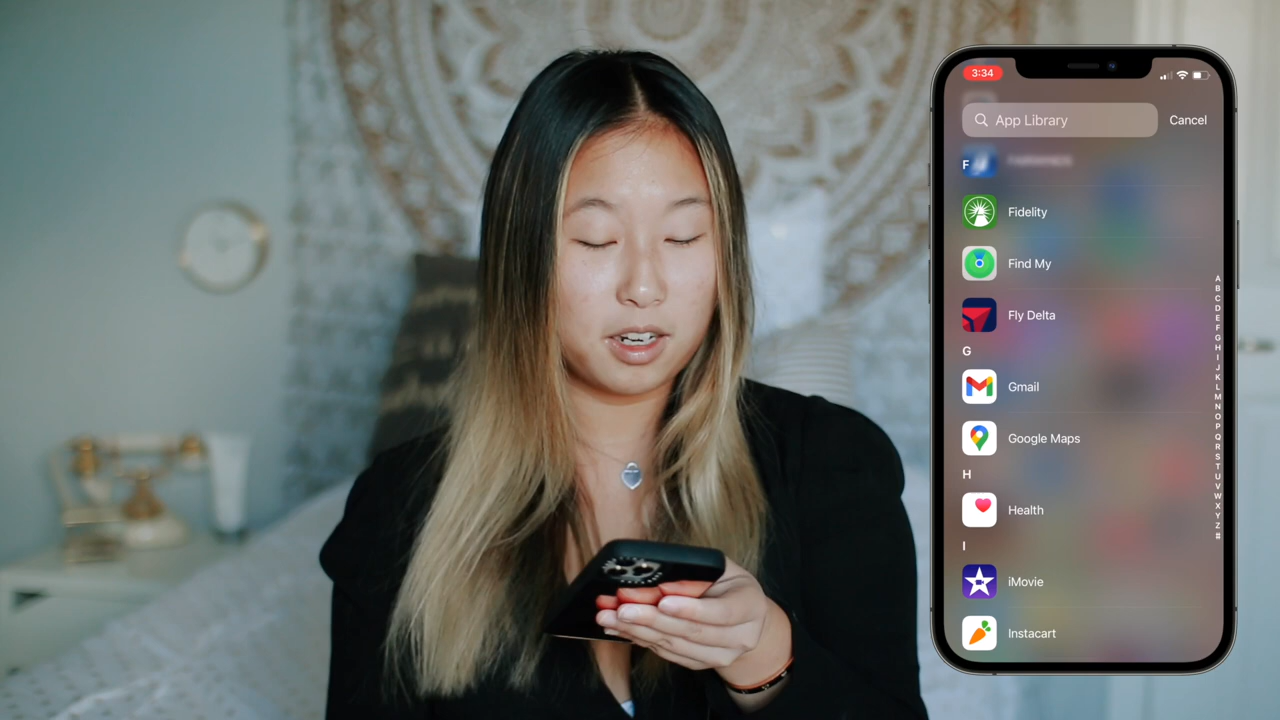 3:34
App Library
Cancel
F
Fidelity
Find My
Fly Delta
G
Gmail
Google Maps
H
Health
I
iMovie
Instacart
A
B
C
D
E
F
G
H
I
J
K
L
M
N
O
P
Q
R
S
T
U
V
W
X
Y
Z
#